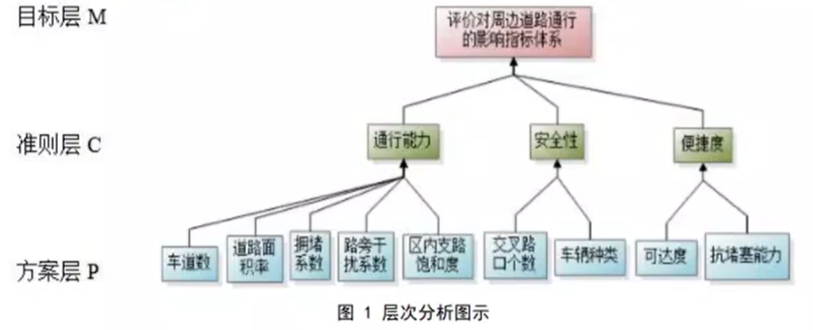 目标层 M
评价对周边道路通行
的影响指标体系
准则层 C
通行能力
安全性
便捷度
方案层 P
车道数
道路面
积率
拥堵
系数
路旁干
扰系数
区内支路
饱和度
交叉路
口个数
车辆种类
可达度
抗堵塞能力
图 1 层次分析图示